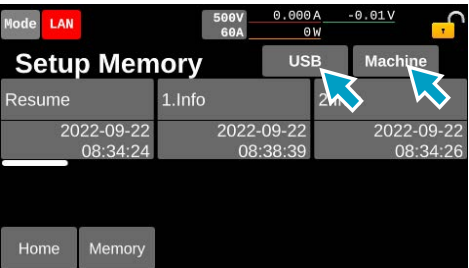 Mode LAN 500V 0.000A -0.01V
60A 0W
Setup Memory USB Machine
Resume 1.Info
2022-09-22 2022-09-22 2022-09-22
08:34:24 08:38:39 08:34:26
Home Memory